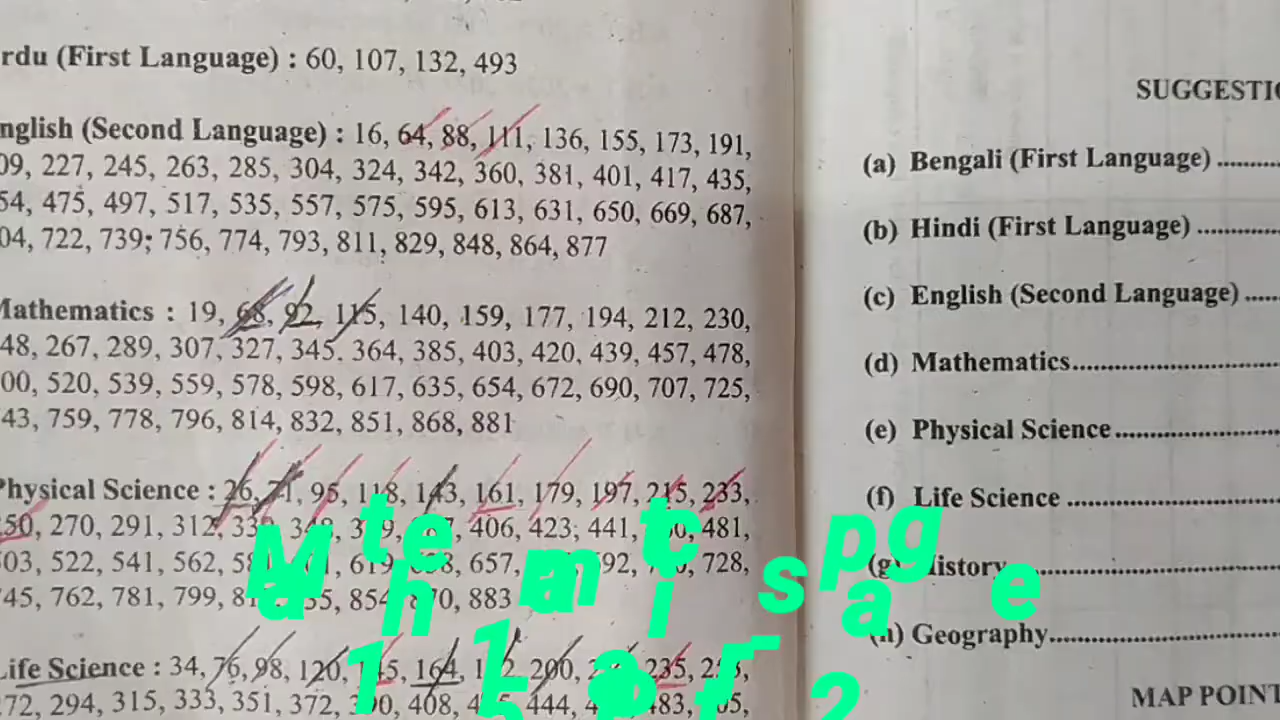 rdu (First Language) : 60, 107, 132, 493
nglish (Second Language) : 16, 64, 88, 111, 136, 155, 173, 191,
09, 227, 245, 263, 285, 304, 324, 342, 360, 381, 401, 417, 435,
54, 475, 497, 517, 535, 557, 575, 595, 613, 631, 650, 669, 687,
04, 722, 739; 756, 774, 793, 811, 829, 848, 864, 877
Mathematics : 19, 68, 92, 115, 140, 159, 177, 194, 212, 230,
48, 267, 289, 307, 327, 345. 364, 385, 403, 420, 439, 457, 478,
00, 520, 539, 559, 578, 598, 617, 635, 654, 672, 690, 707, 725,
43, 759, 778, 796, 814, 832, 851, 868, 881
Physical Science : 26, 71, 95, 118, 143, 161, 179, 197, 215, 233,
50, 270, 291, 312, 406, 423; 441, 481,
03, 522, 541, 562, 657, 728,
45, 762, 781, 799, 883
Life Science : 34, 76, 98, 120, 164, 200, 235,
72, 294, 315, 333, 351, 372, 408, 444, 483,
SUGGESTIO
(a) Bengali (First Language) ..........
(b) Hindi (First Language) ............
(c) English (Second Language) .....
(d) Mathematics..............................
(e) Physical Science.......................
(f) Life Science .............................
History
Geography...............................
MAP POINT
Mathematics page